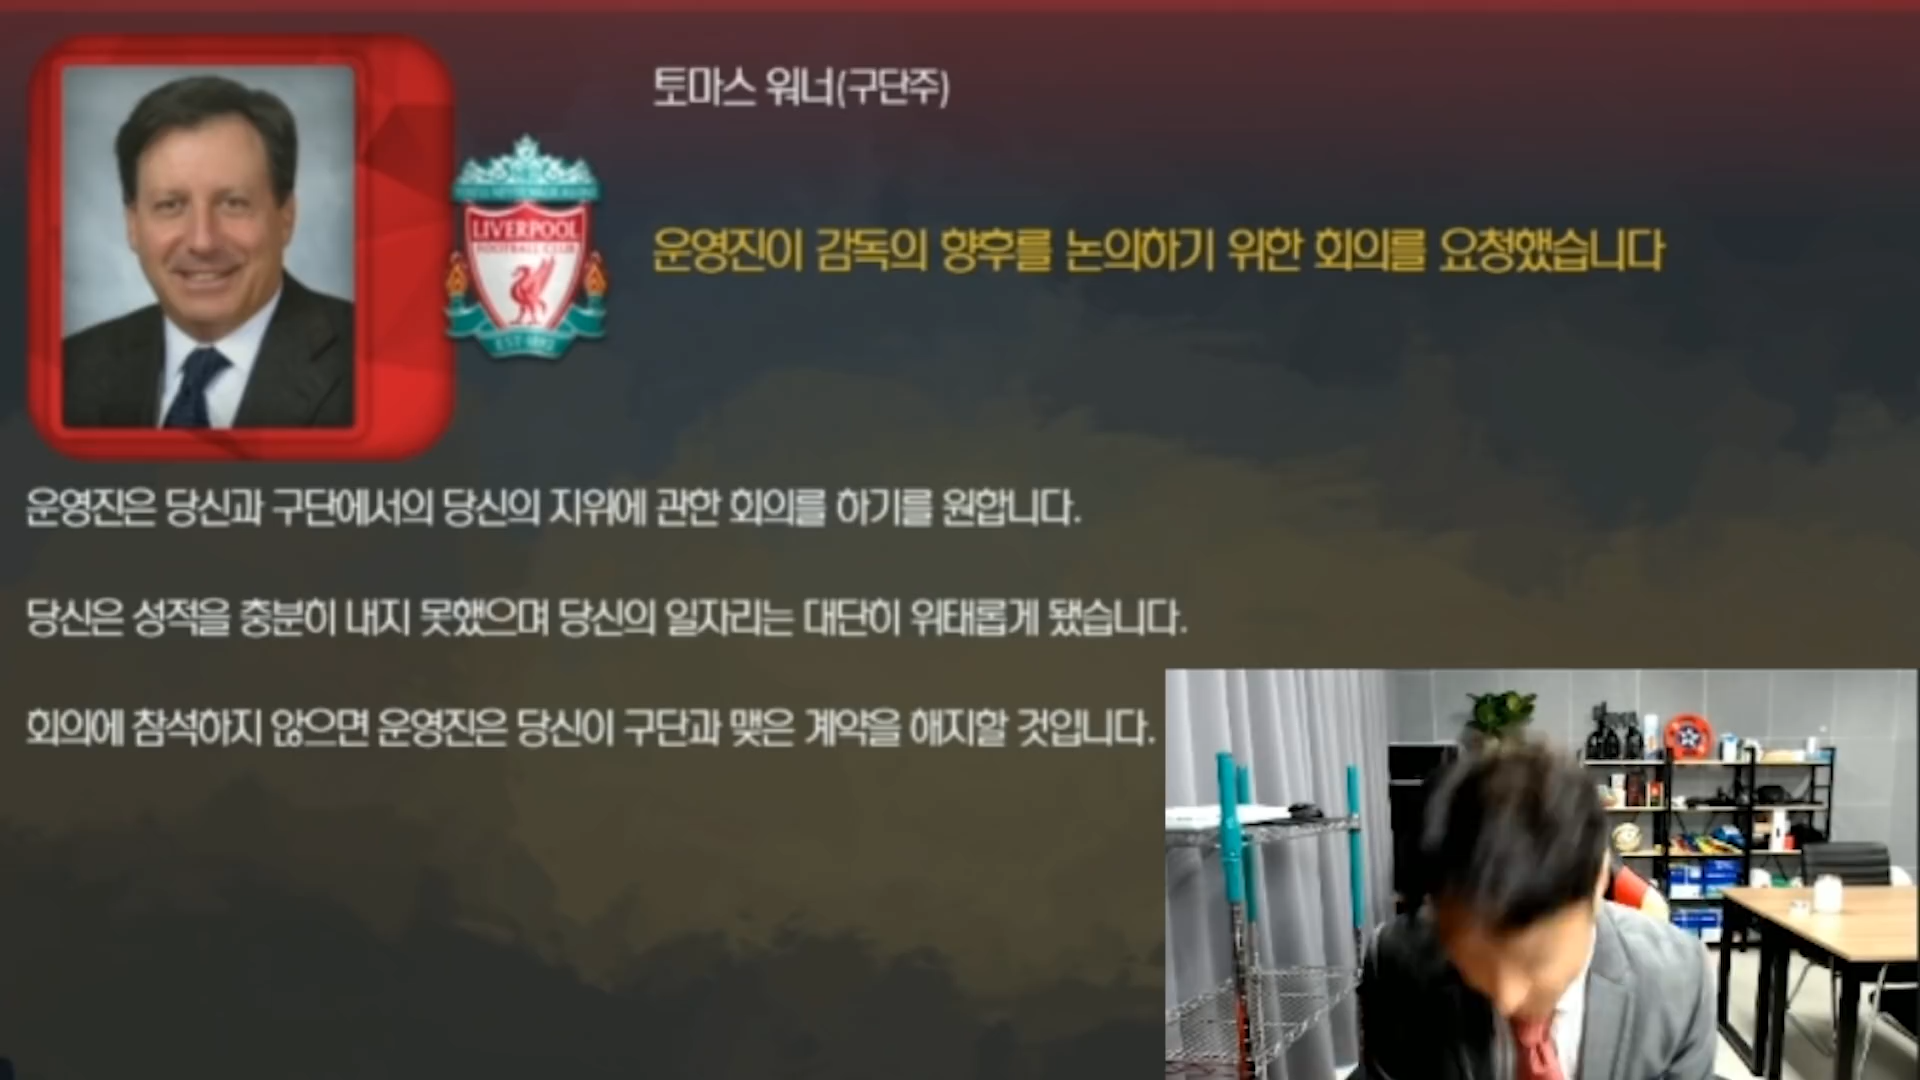 토마스 워너(구단주)
LIVERPOOL
FOOTBALL CLUB
EST·1892
운영진이 감독의 향후를 논의하기 위한 회의를 요청했습니다
운영진은 당신과 구단에서의 당신의 지위에 관한 회의를 하기를 원합니다.
당신은 성적을 충분히 내지 못했으며 당신의 일자리는 대단히 위태롭게 됐습니다.
회의에 참석하지 않으면 운영진은 당신이 구단과 맺은 계약을 해지할 것입니다.